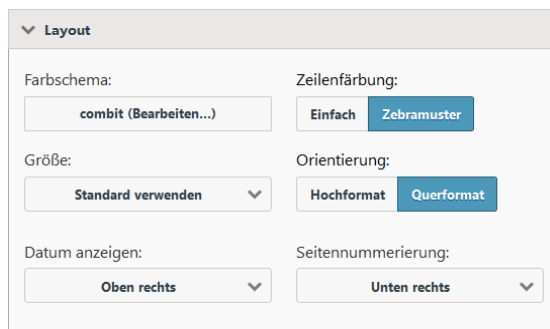 Layout
Farbschema:
Zeilenfärbung:
combit (Bearbeiten...)
Einfach
Zebramuster
Größe:
Orientierung:
Standard verwenden
Hochformat
Querformat
Datum anzeigen:
Seitennummerierung:
Oben rechts
Unten rechts